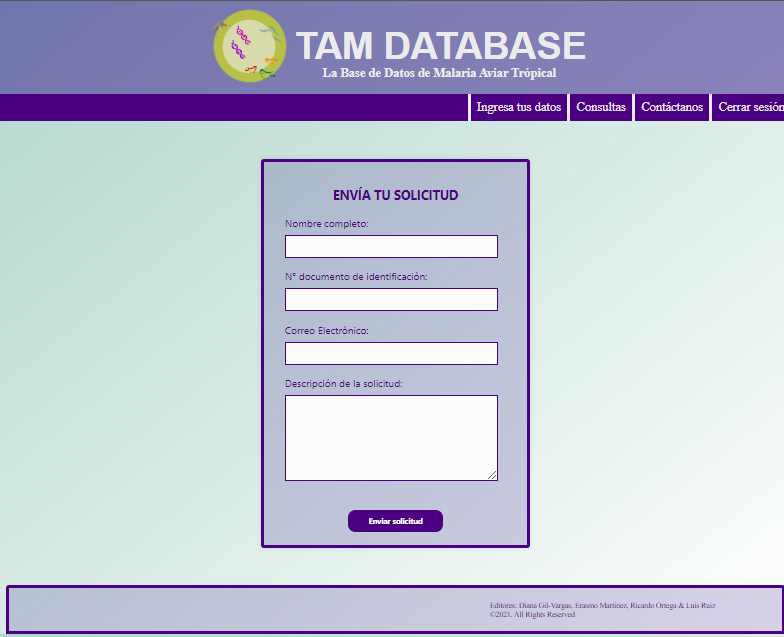 TAM DATABASE
La Base de Datos de Malaria Aviar Trópical
Ingresa tus datos
Consultas
Contáctanos
Cerrar sesión
ENVÍA TU SOLICITUD
Nombre completo:
N° documento de identificación:
Correo Electrónico:
Descripción de la solicitud:
Enviar solicitud
Editores: Diana Gil-Vargas, Erasmo Martinez, Ricardo Ortega & Luis Ruiz
©2021. All Rights Reserved